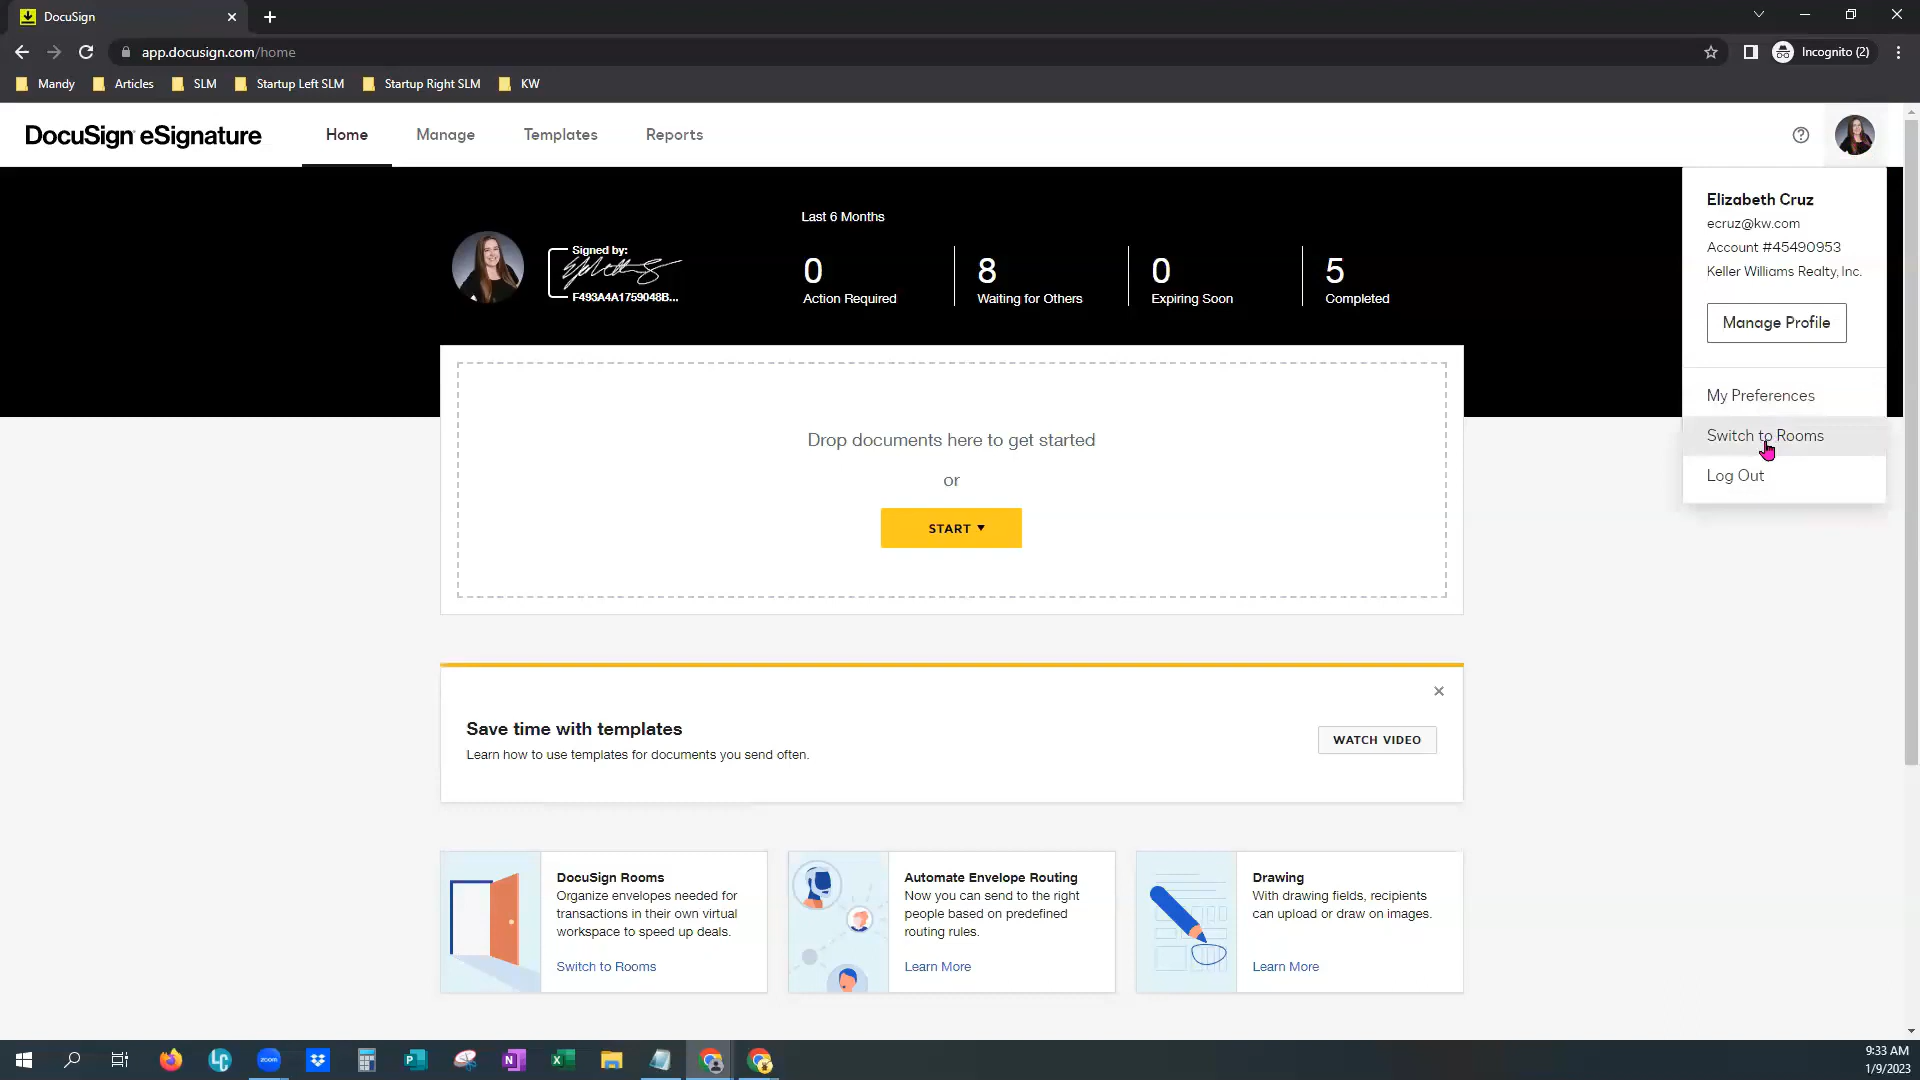 DocuSign
app.docusign.com/home
Incognito (2)
Mandy
Articles
SLM
Startup Left SLM
Startup Right SLM
KW
DocuSign eSignature
Home
Manage
Templates
Reports
Elizabeth Cruz
ecruz@kw.com
Account #45490953
Keller Williams Realty, Inc.
Manage Profile
My Preferences
Switch to Rooms
Log Out
Signed by:
F493A4A1759048B...
Last 6 Months
0
Action Required
8
Waiting for Others
0
Expiring Soon
5
Completed
Drop documents here to get started
or
START
Save time with templates
Learn how to use templates for documents you send often.
WATCH VIDEO
DocuSign Rooms
Organize envelopes needed for
transactions in their own virtual
workspace to speed up deals.
Switch to Rooms
Automate Envelope Routing
Now you can send to the right
people based on predefined
routing rules.
Learn More
Drawing
With drawing fields, recipients
can upload or draw on images.
Learn More
LC
zoom
P
N
X
9:33 AM
1/9/2023